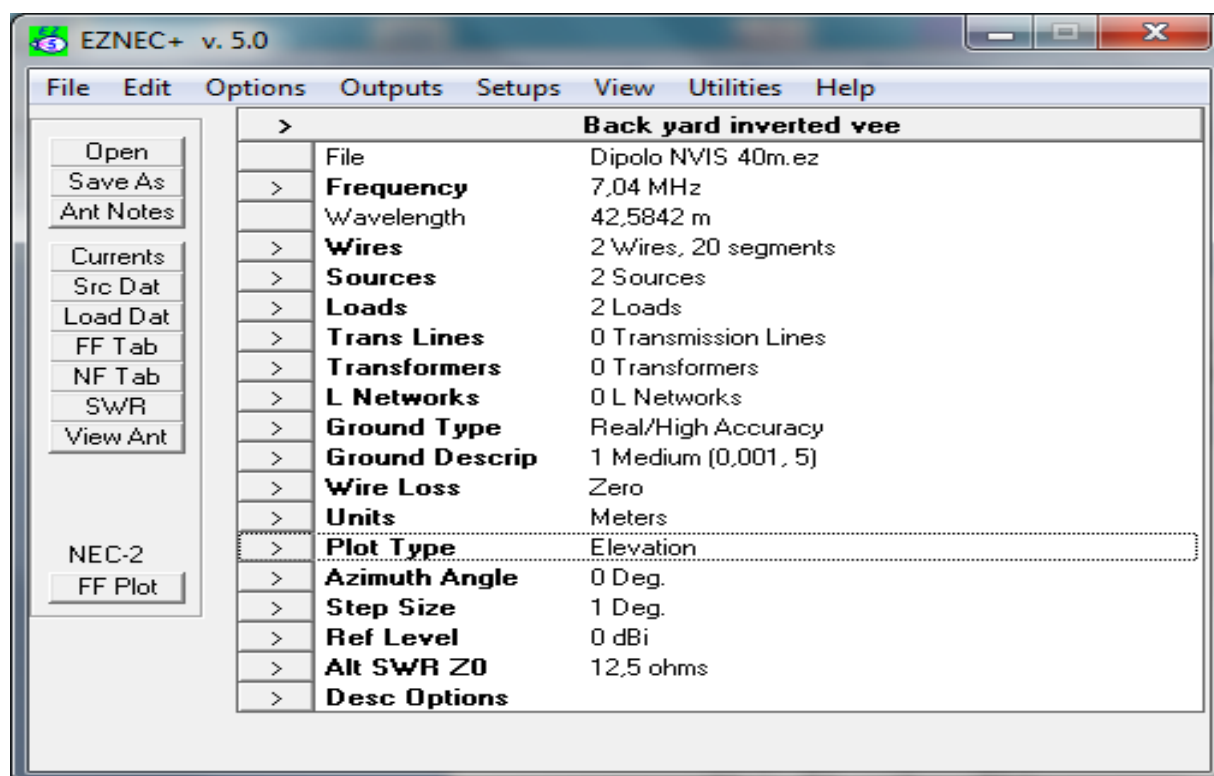 EZNEC+ v. 5.0
File Edit Options Outputs Setups View Utilities Help
Open
Save As
Ant Notes
Currents
Src Dat
Load Dat
FF Tab
NF Tab
SWR
View Ant
NEC-2
FF Plot
> Back yard inverted vee
File Dipolo NVIS 40m.ez
> Frequency 7,04 MHz
Wavelength 42,5842 m
> Wires 2 Wires, 20 segments
> Sources 2 Sources
> Loads 2 Loads
> Trans Lines 0 Transmission Lines
> Transformers 0 Transformers
> L Networks 0 L Networks
> Ground Type Real/High Accuracy
> Ground Descrip 1 Medium (0,001, 5)
> Wire Loss Zero
> Units Meters
> Plot Type Elevation
> Azimuth Angle 0 Deg.
> Step Size 1 Deg.
> Ref Level 0 dBi
> Alt SWR Z0 12,5 ohms
> Desc Options